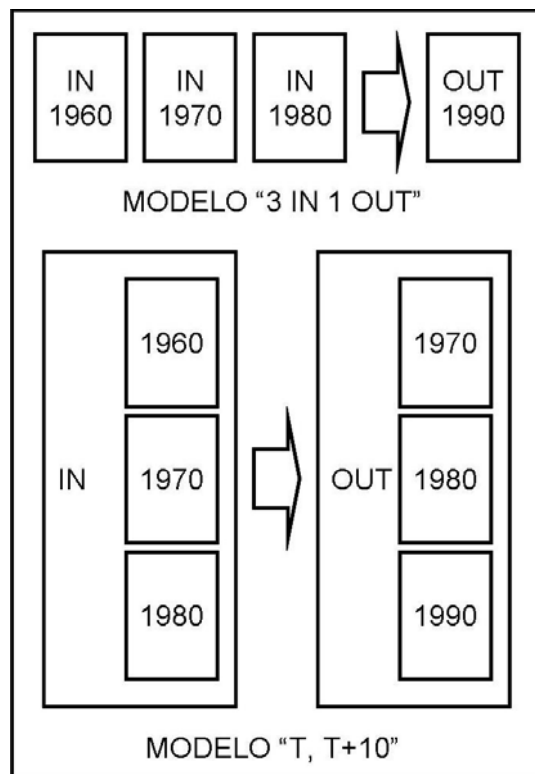 IN
1960
IN
1970
IN
1980
OUT
1990
MODELO “3 IN 1 OUT”
IN
1960
1970
1980
OUT
1970
1980
1990
MODELO “T, T+10”